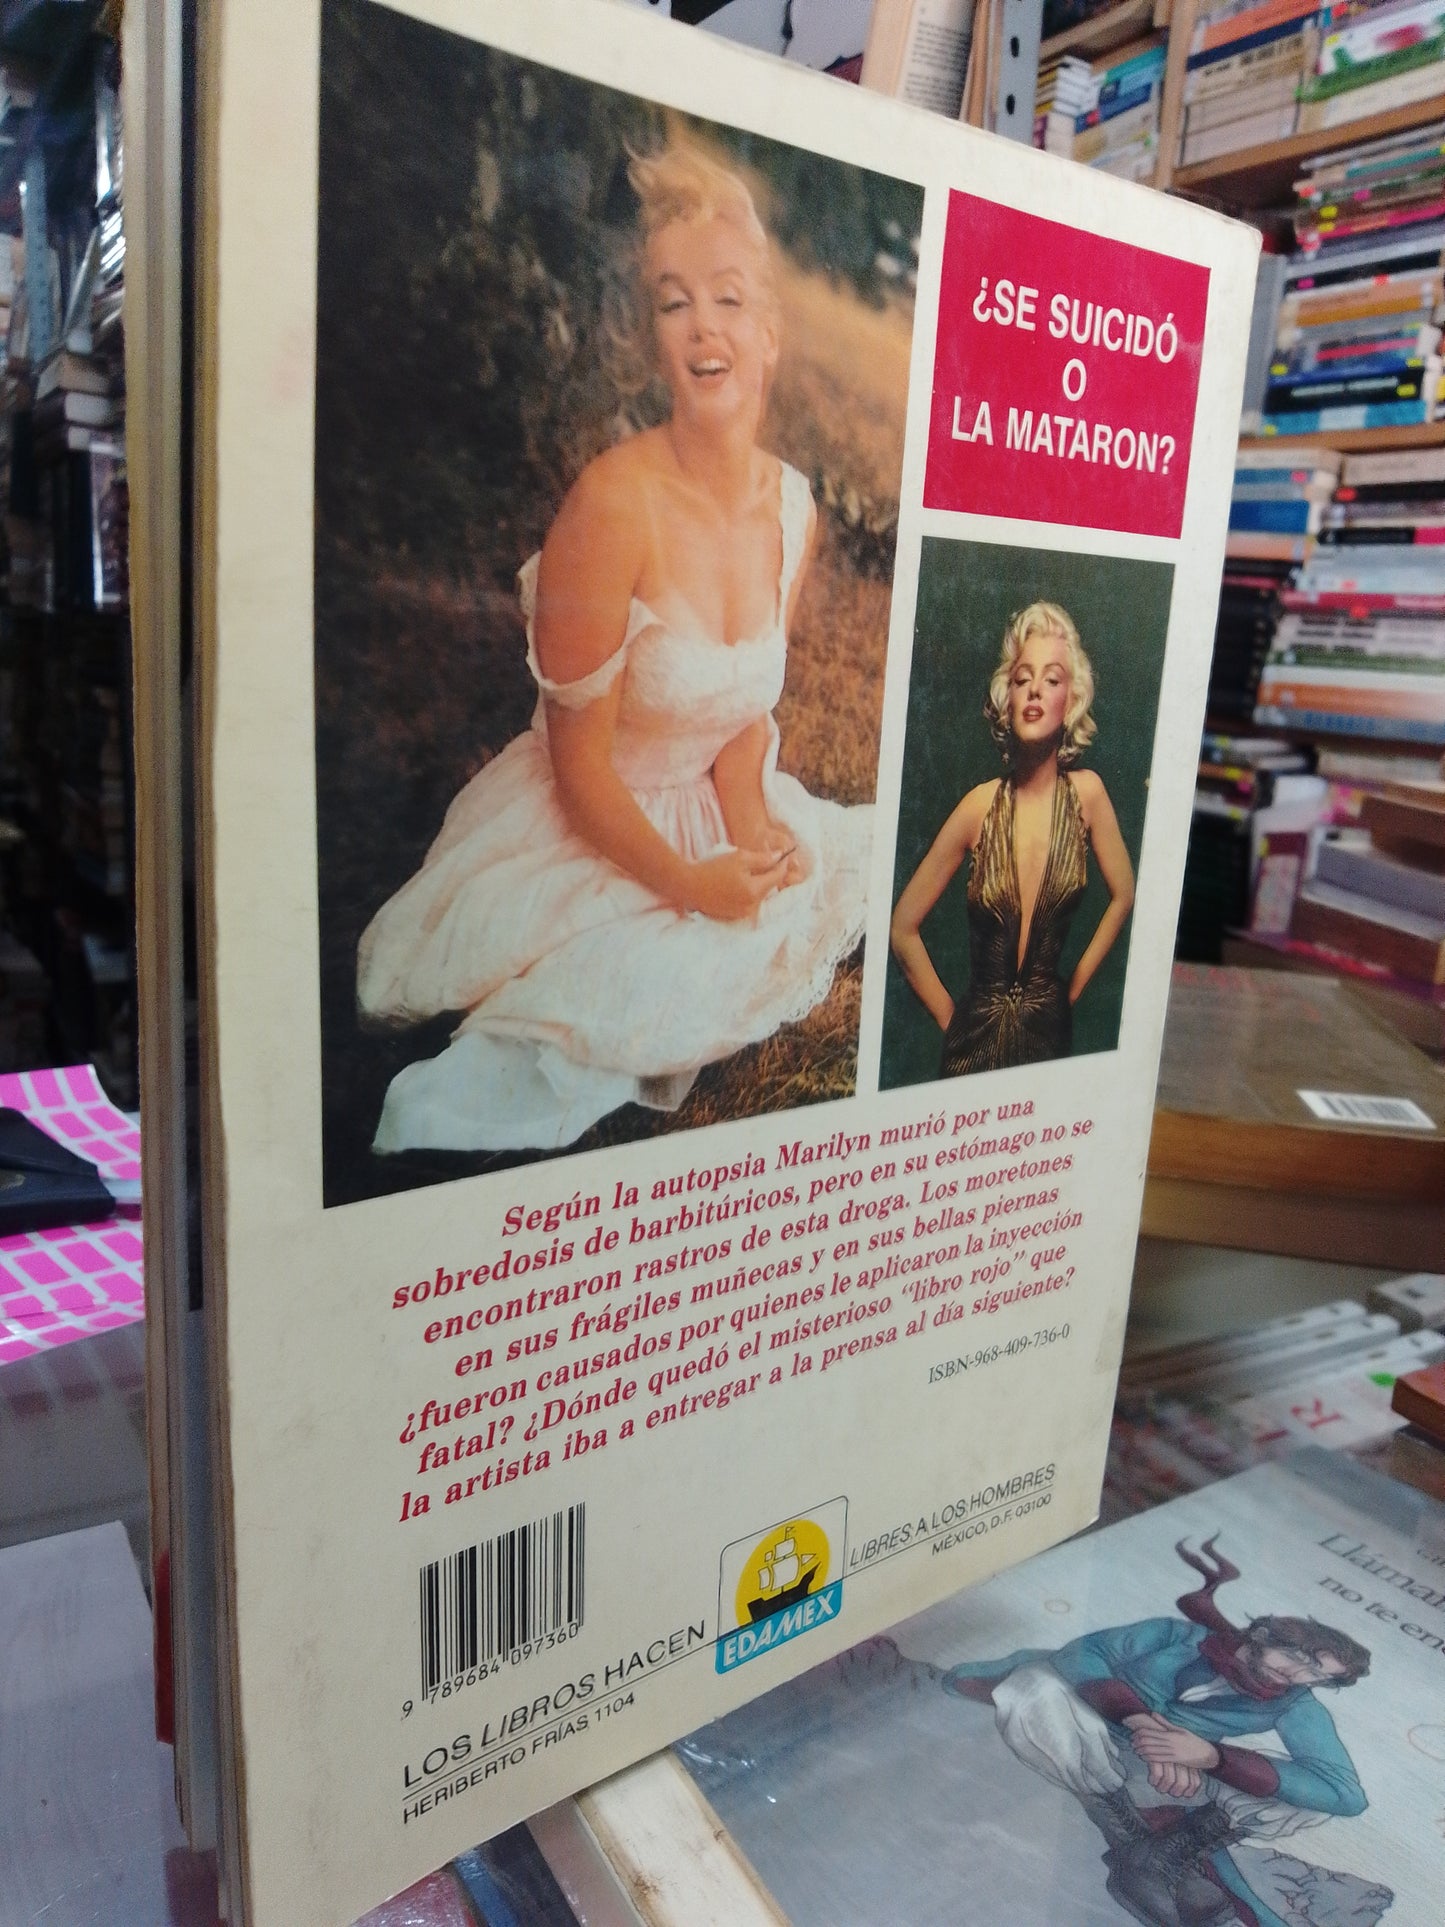 ¿SE SUICIDÓ
O
LA MATARON?
Según la autopsia Marilyn murió por una
sobredosis de barbitúricos, pero en su estómago no se
encontraron rastros de esta droga. Los moretones
en sus frágiles muñecas y en sus bellas piernas
¿fueron causados por quienes le aplicaron la inyección
fatal? ¿Dónde quedó el misterioso “libro rojo” que
la artista iba a entregar a la prensa al día siguiente?
ISBN-968-409-736-0
9 789684 097360
LOS LIBROS HACEN
EDAMEX
LIBRES A LOS HOMBRES
HERIBERTO FRÍAS 1104
MÉXICO, D.F. 03100
no te